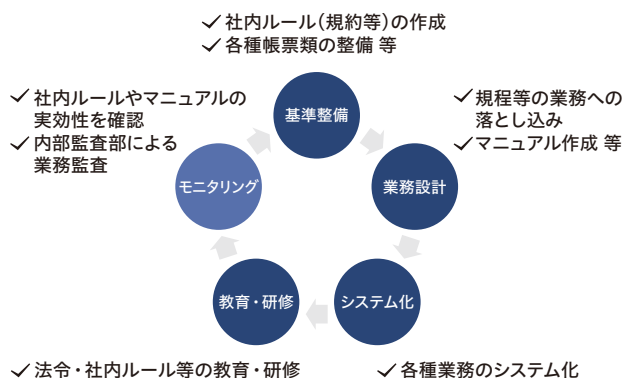 ✓ 社内ルール（規約等）の作成
✓ 各種帳票類の整備 等
基準整備
✓ 規程等の業務への
落とし込み
✓ マニュアル作成 等
業務設計
システム化
✓ 各種業務のシステム化
教育・研修
✓ 法令・社内ルール等の教育・研修
モニタリング
✓ 社内ルールやマニュアルの
実効性を確認
✓ 内部監査部による
業務監査